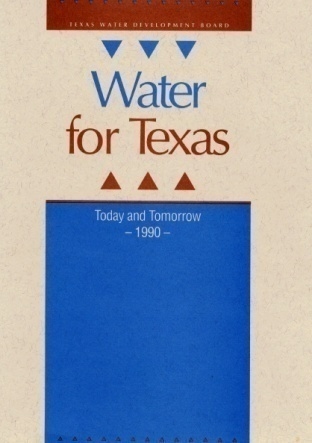 TEXAS WATER DEVELOPMENT BOARD
Water
for Texas
Today and Tomorrow
– 1990 –